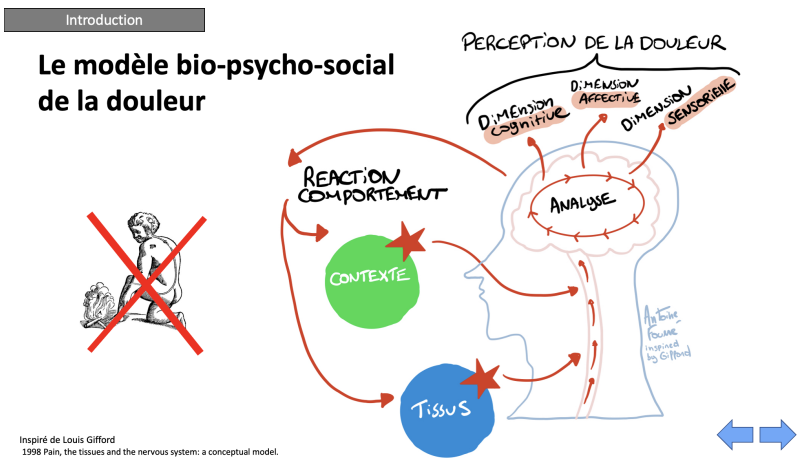 Introduction
Le modèle bio-psycho-social
de la douleur
PERCEPTION DE LA DOULEUR
DIMENSION
COGNITIVE
DIMENSION
AFFECTIVE
DIMENSION
SENSORIELLE
REACTION
COMPORTEMENT
ANALYSE
CONTEXTE
TISSUS
Antoine
inspired
by Gifford
Inspiré de Louis Gifford
1998 Pain, the tissues and the nervous system: a conceptual model.